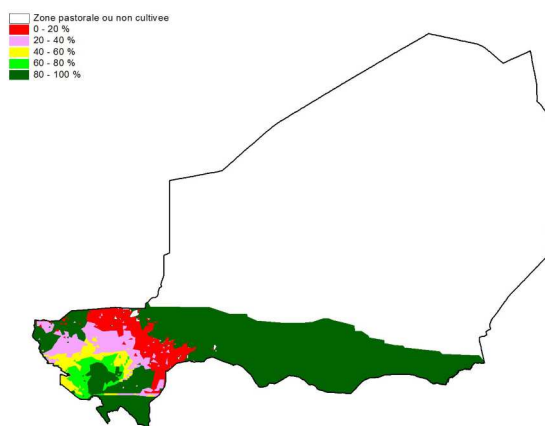 Zone pastorale ou non cultivee
0 - 20 %
20 - 40 %
40 - 60 %
60 - 80 %
80 - 100 %